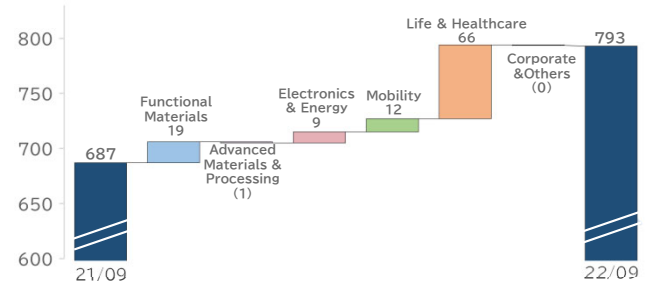 800
750
700
650
600
687
21/09
Functional
Materials
19
Advanced
Materials &
Processing
(1)
Electronics
& Energy
9
Mobility
12
Life & Healthcare
66
Corporate
&Others
(0)
793
22/09